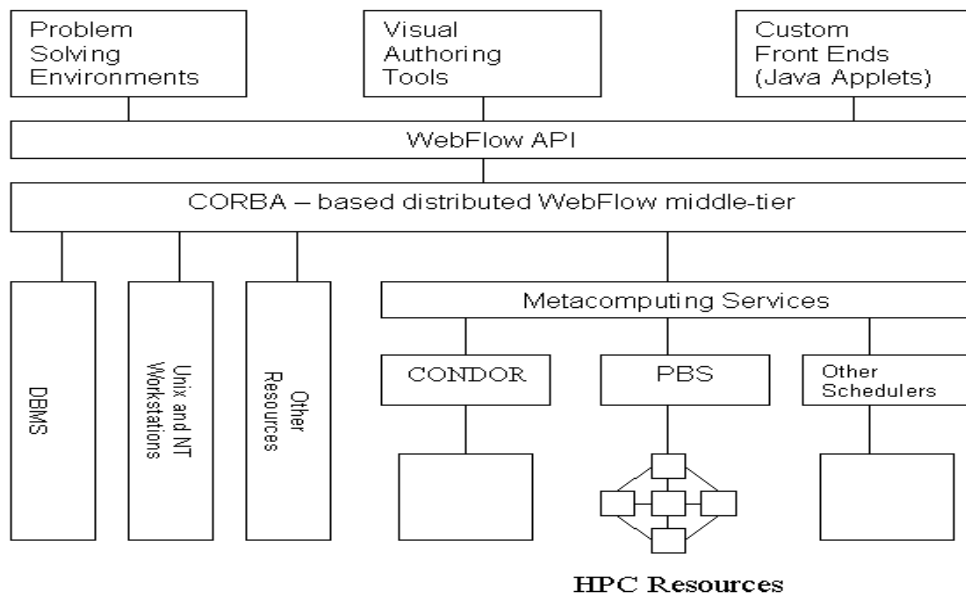 Problem
Solving
Environments
Visual
Authoring
Tools
Custom
Front Ends
(Java Applets)
WebFlow API
CORBA – based distributed WebFlow middle-tier
DBMS
Unix and NT
Workstations
Other
Resources
Metacomputing Services
CONDOR
PBS
Other
Schedulers
HPC Resources